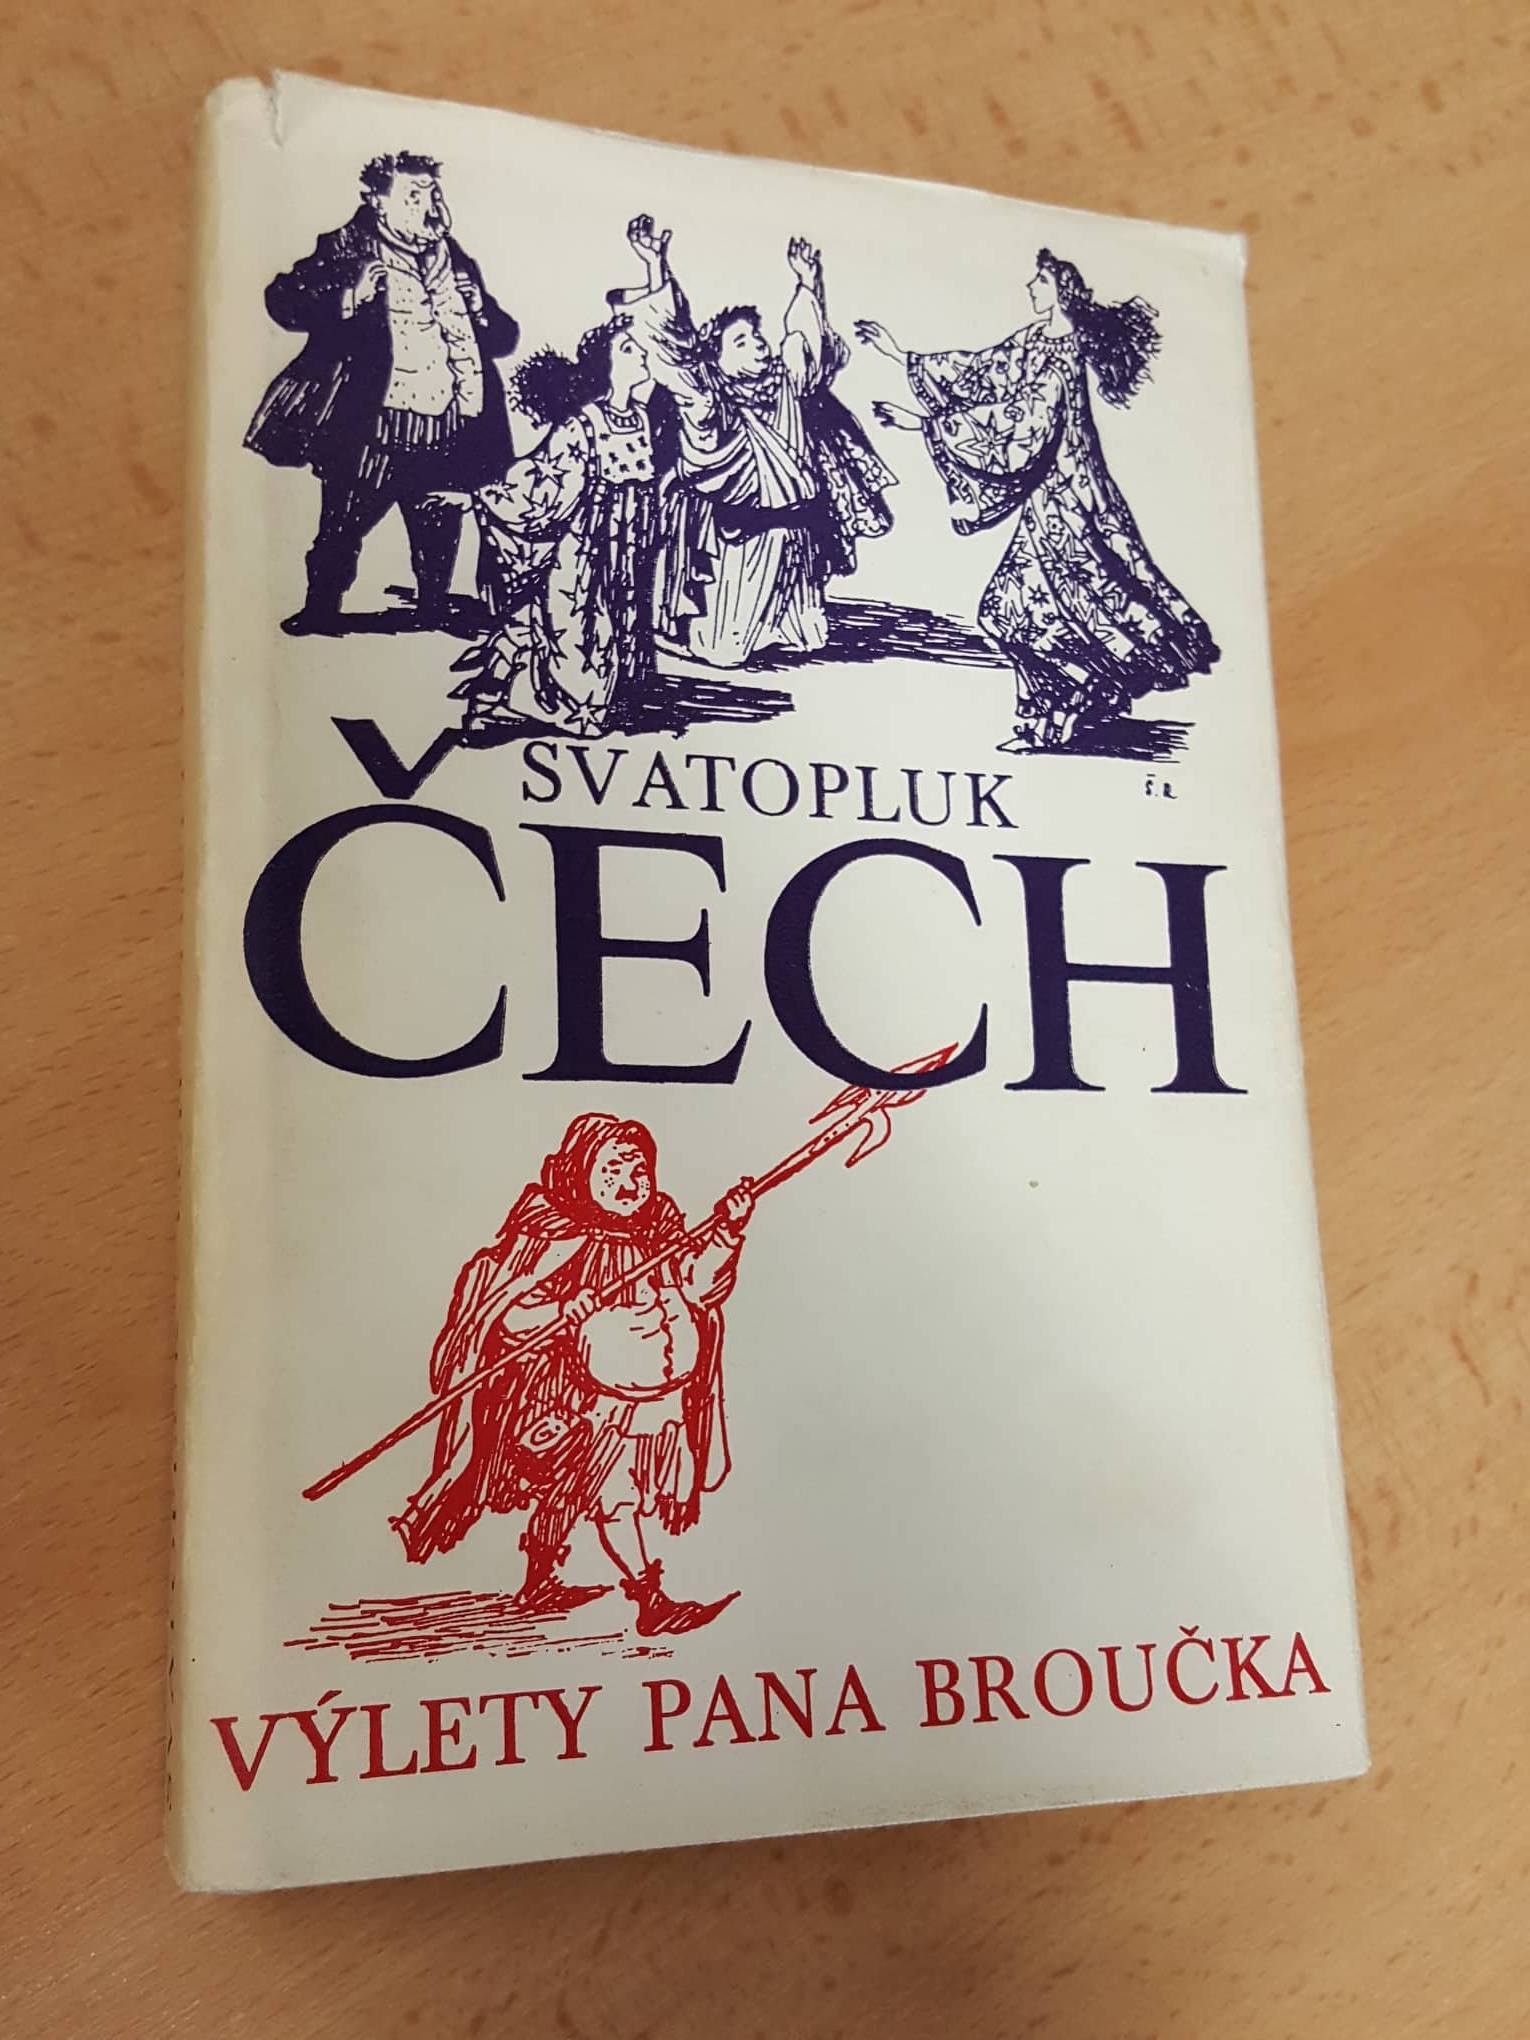 SVATOPLUK
Š.R
ČECH
VÝLETY PANA BROUČKA